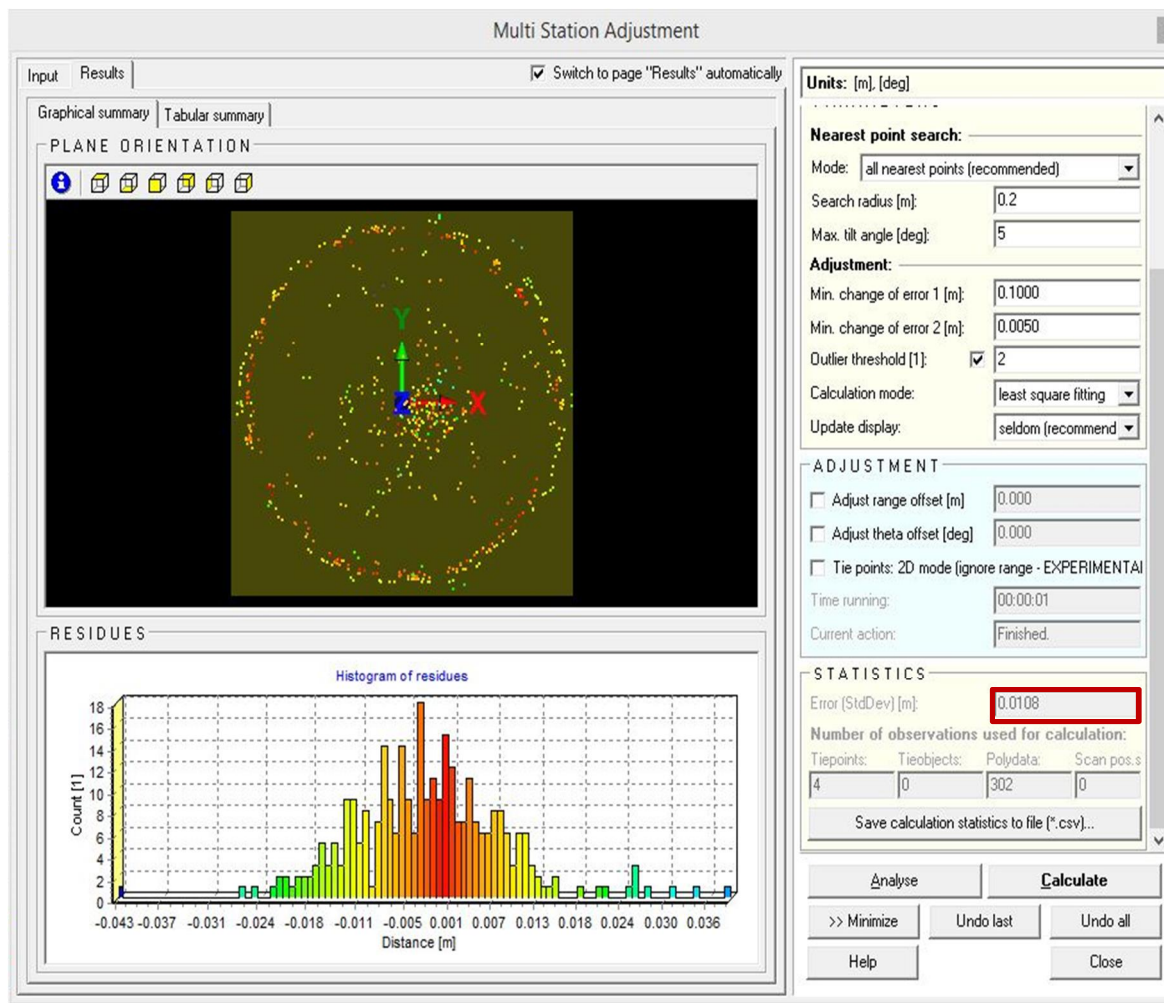 Multi Station Adjustment
Input
Results
Switch to page "Results" automatically
Graphical summary
Tabular summary
PLANE ORIENTATION
Y
Z
X
RESIDUES
Histogram of residues
Count [1]
18
16
14
12
10
8
6
4
2
0
-0.043 -0.037 -0.031 -0.024 -0.018 -0.011 -0.005 0.001 0.007 0.013 0.018 0.024 0.030 0.036
Distance [m]
Units: [m], [deg]
Nearest point search:
Mode: all nearest points (recommended)
Search radius [m]: 0.2
Max. tilt angle [deg]: 5
Adjustment:
Min. change of error 1 [m]: 0.1000
Min. change of error 2 [m]: 0.0050
Outlier threshold [1]: 2
Calculation mode: least square fitting
Update display: seldom (recommend
ADJUSTMENT
Adjust range offset [m] 0.000
Adjust theta offset [deg] 0.000
Tie points: 2D mode (ignore range - EXPERIMENTAL
Time running: 00:00:01
Current action: Finished.
STATISTICS
Error (StdDev) [m]: 0.0108
Number of observations used for calculation:
Tiepoints: Tieobjects: Polydata: Scan pos.s
4 0 302 0
Save calculation statistics to file (*.csv)...
Analyse Calculate
>> Minimize Undo last Undo all
Help Close